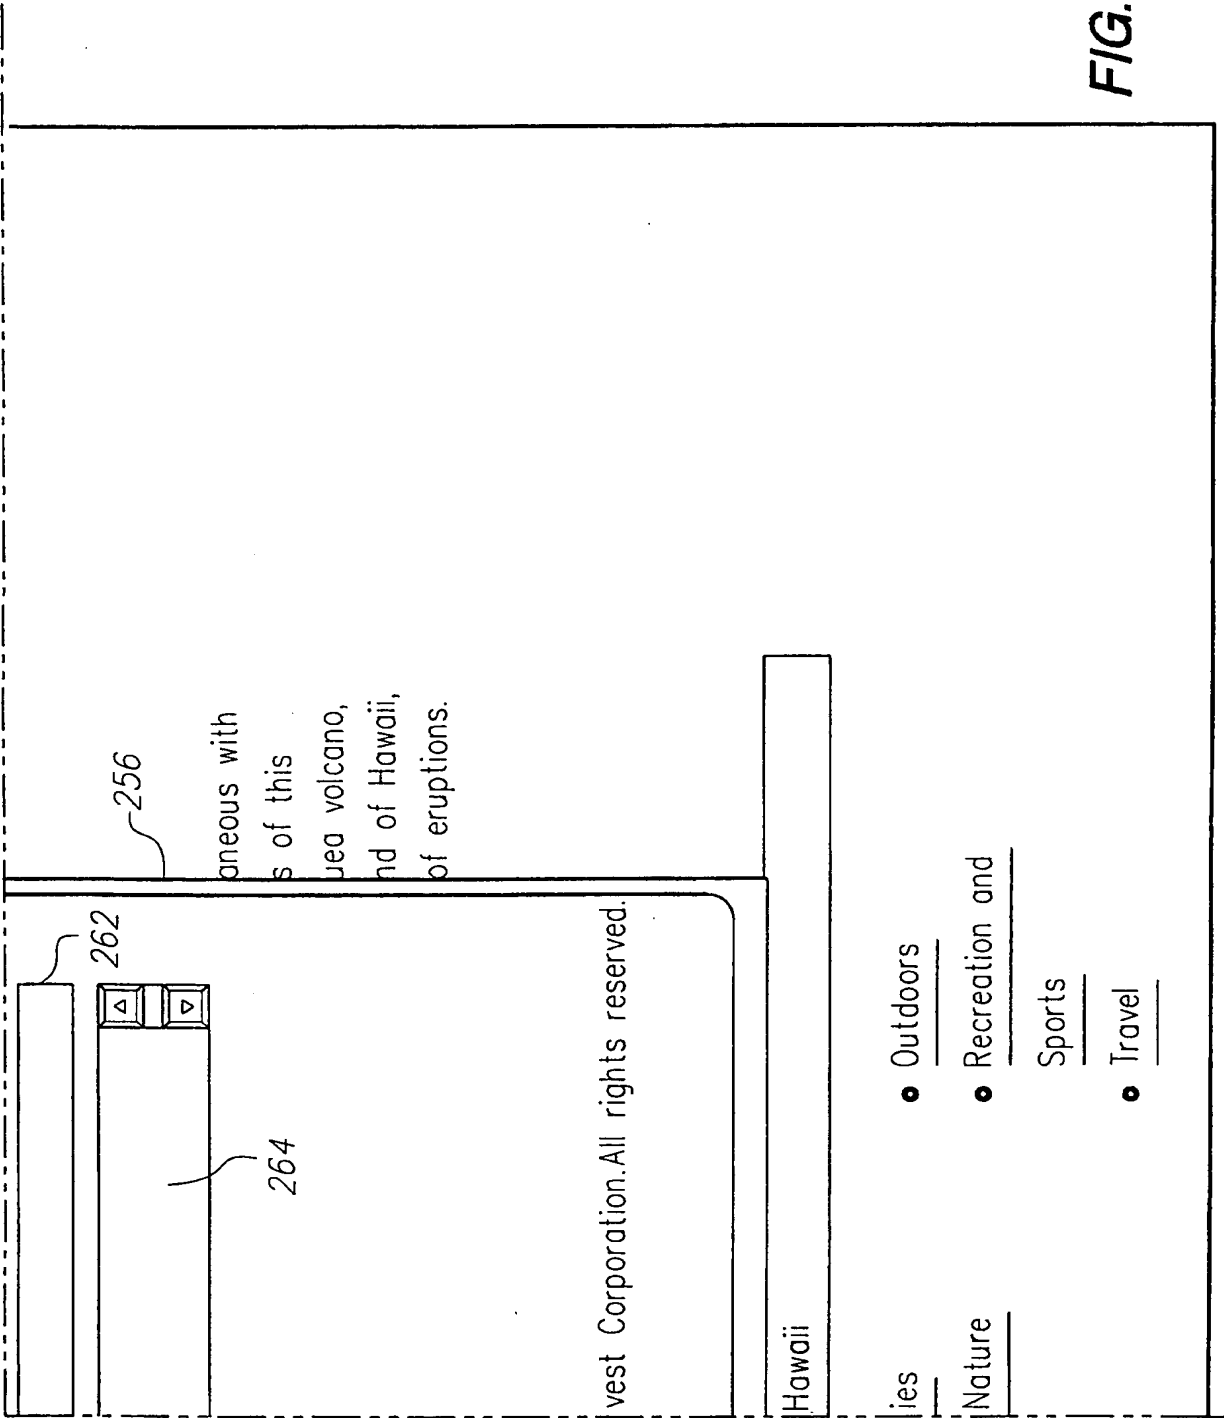 262
264
256
aneous with
s of this
uea volcano,
nd of Hawaii,
of eruptions.
vest Corporation.All rights reserved.
Hawaii
ies
Nature
Outdoors
Recreation and
Sports
Travel
FIG.